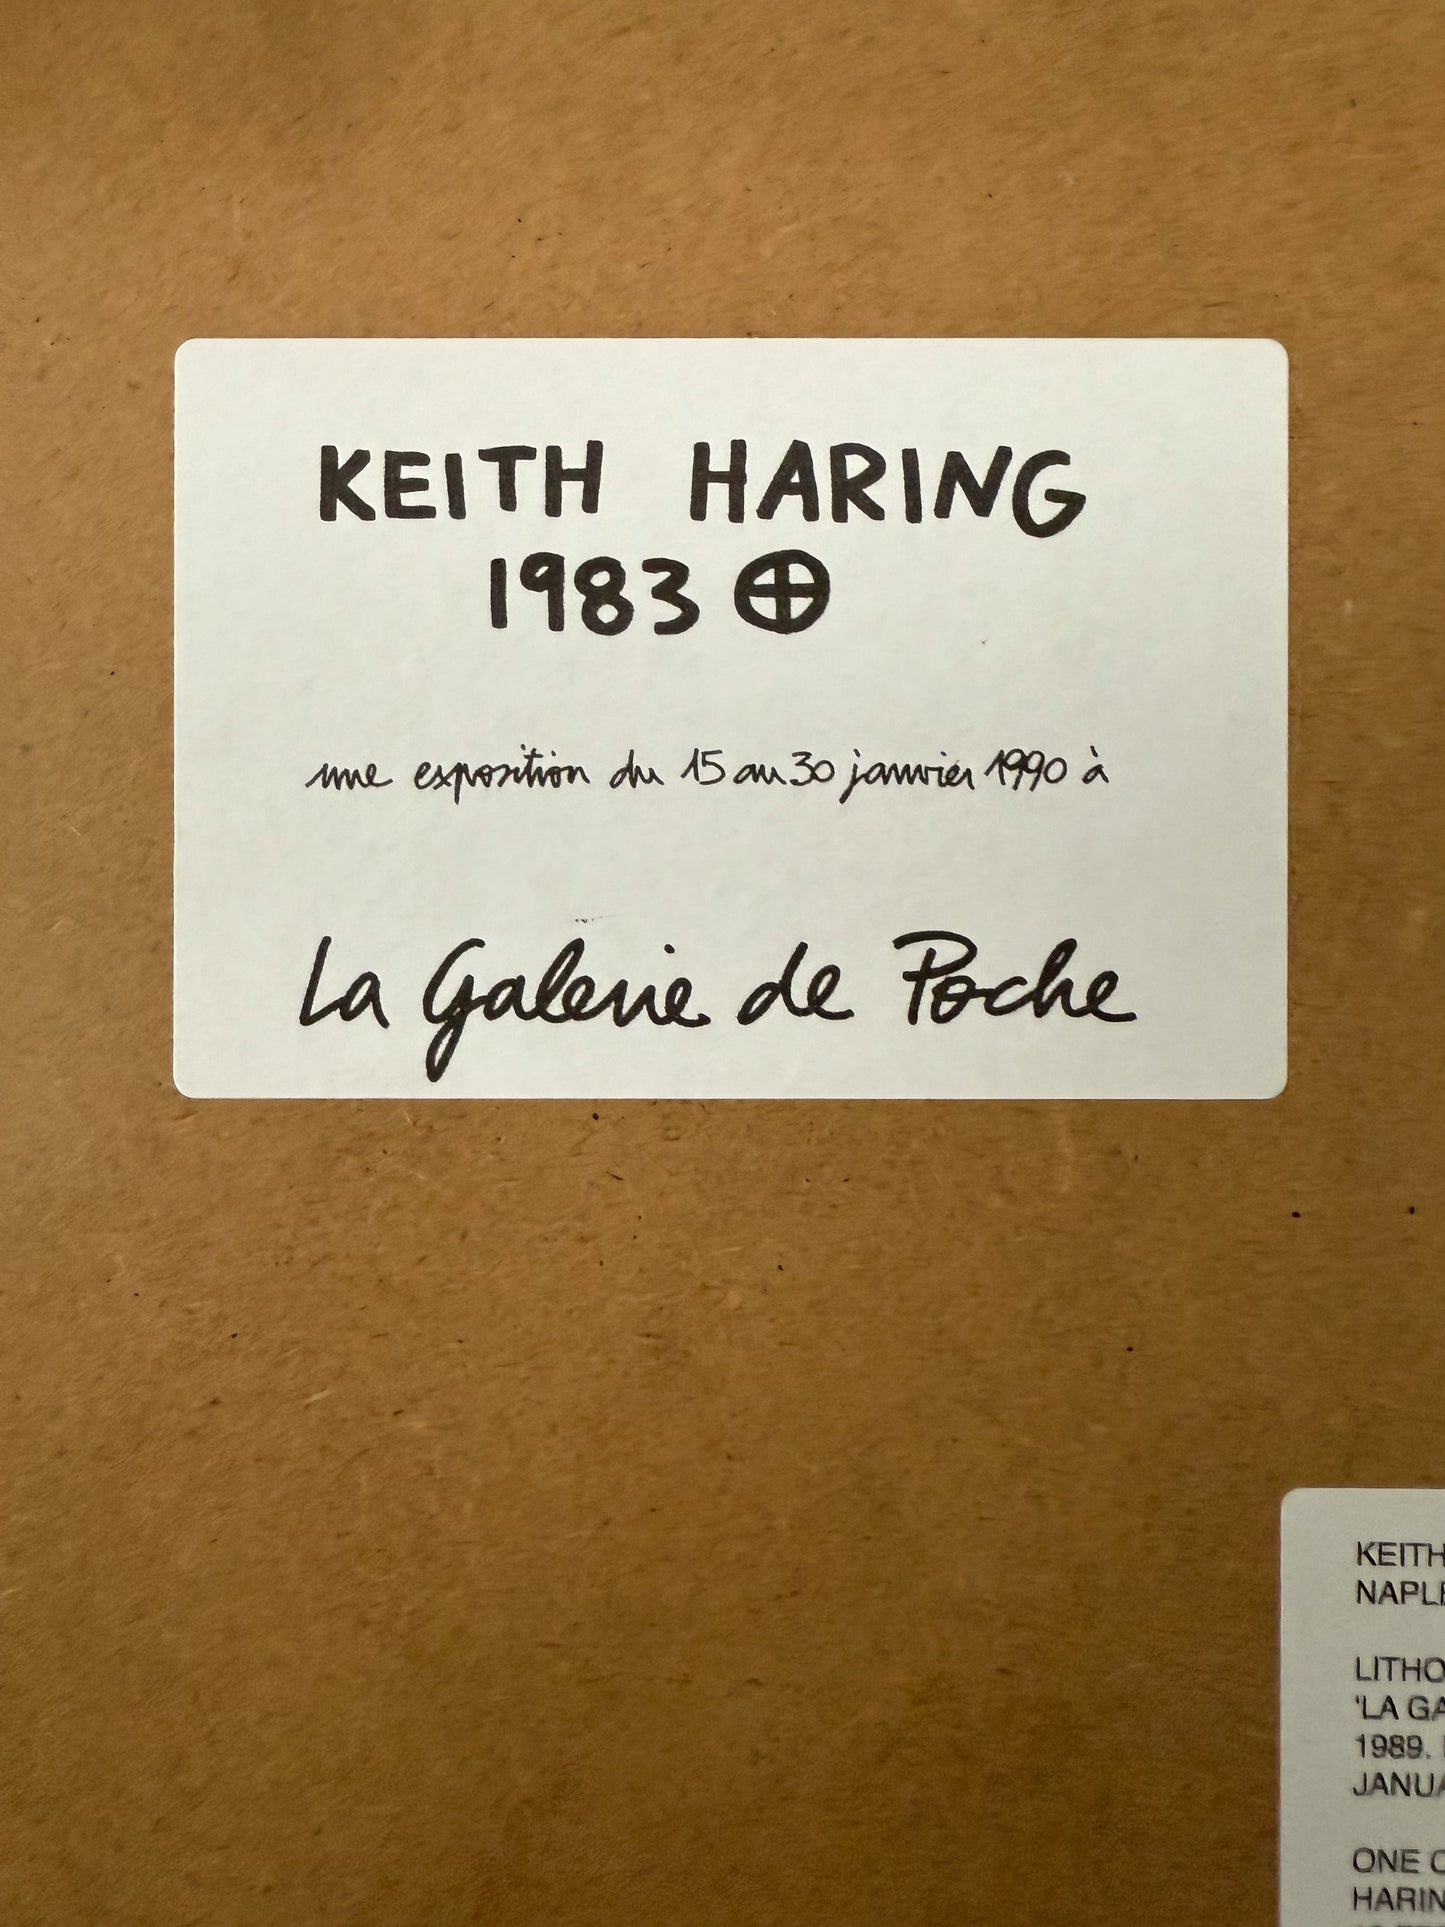 KEITH HARING
1983 ⊕
une exposition du 15 au 30 janvier 1990 à
La Galerie de Poche
KEITH
NAPLE
LITHO
'LA GA
1989.
JANUA
ONE
HARIN